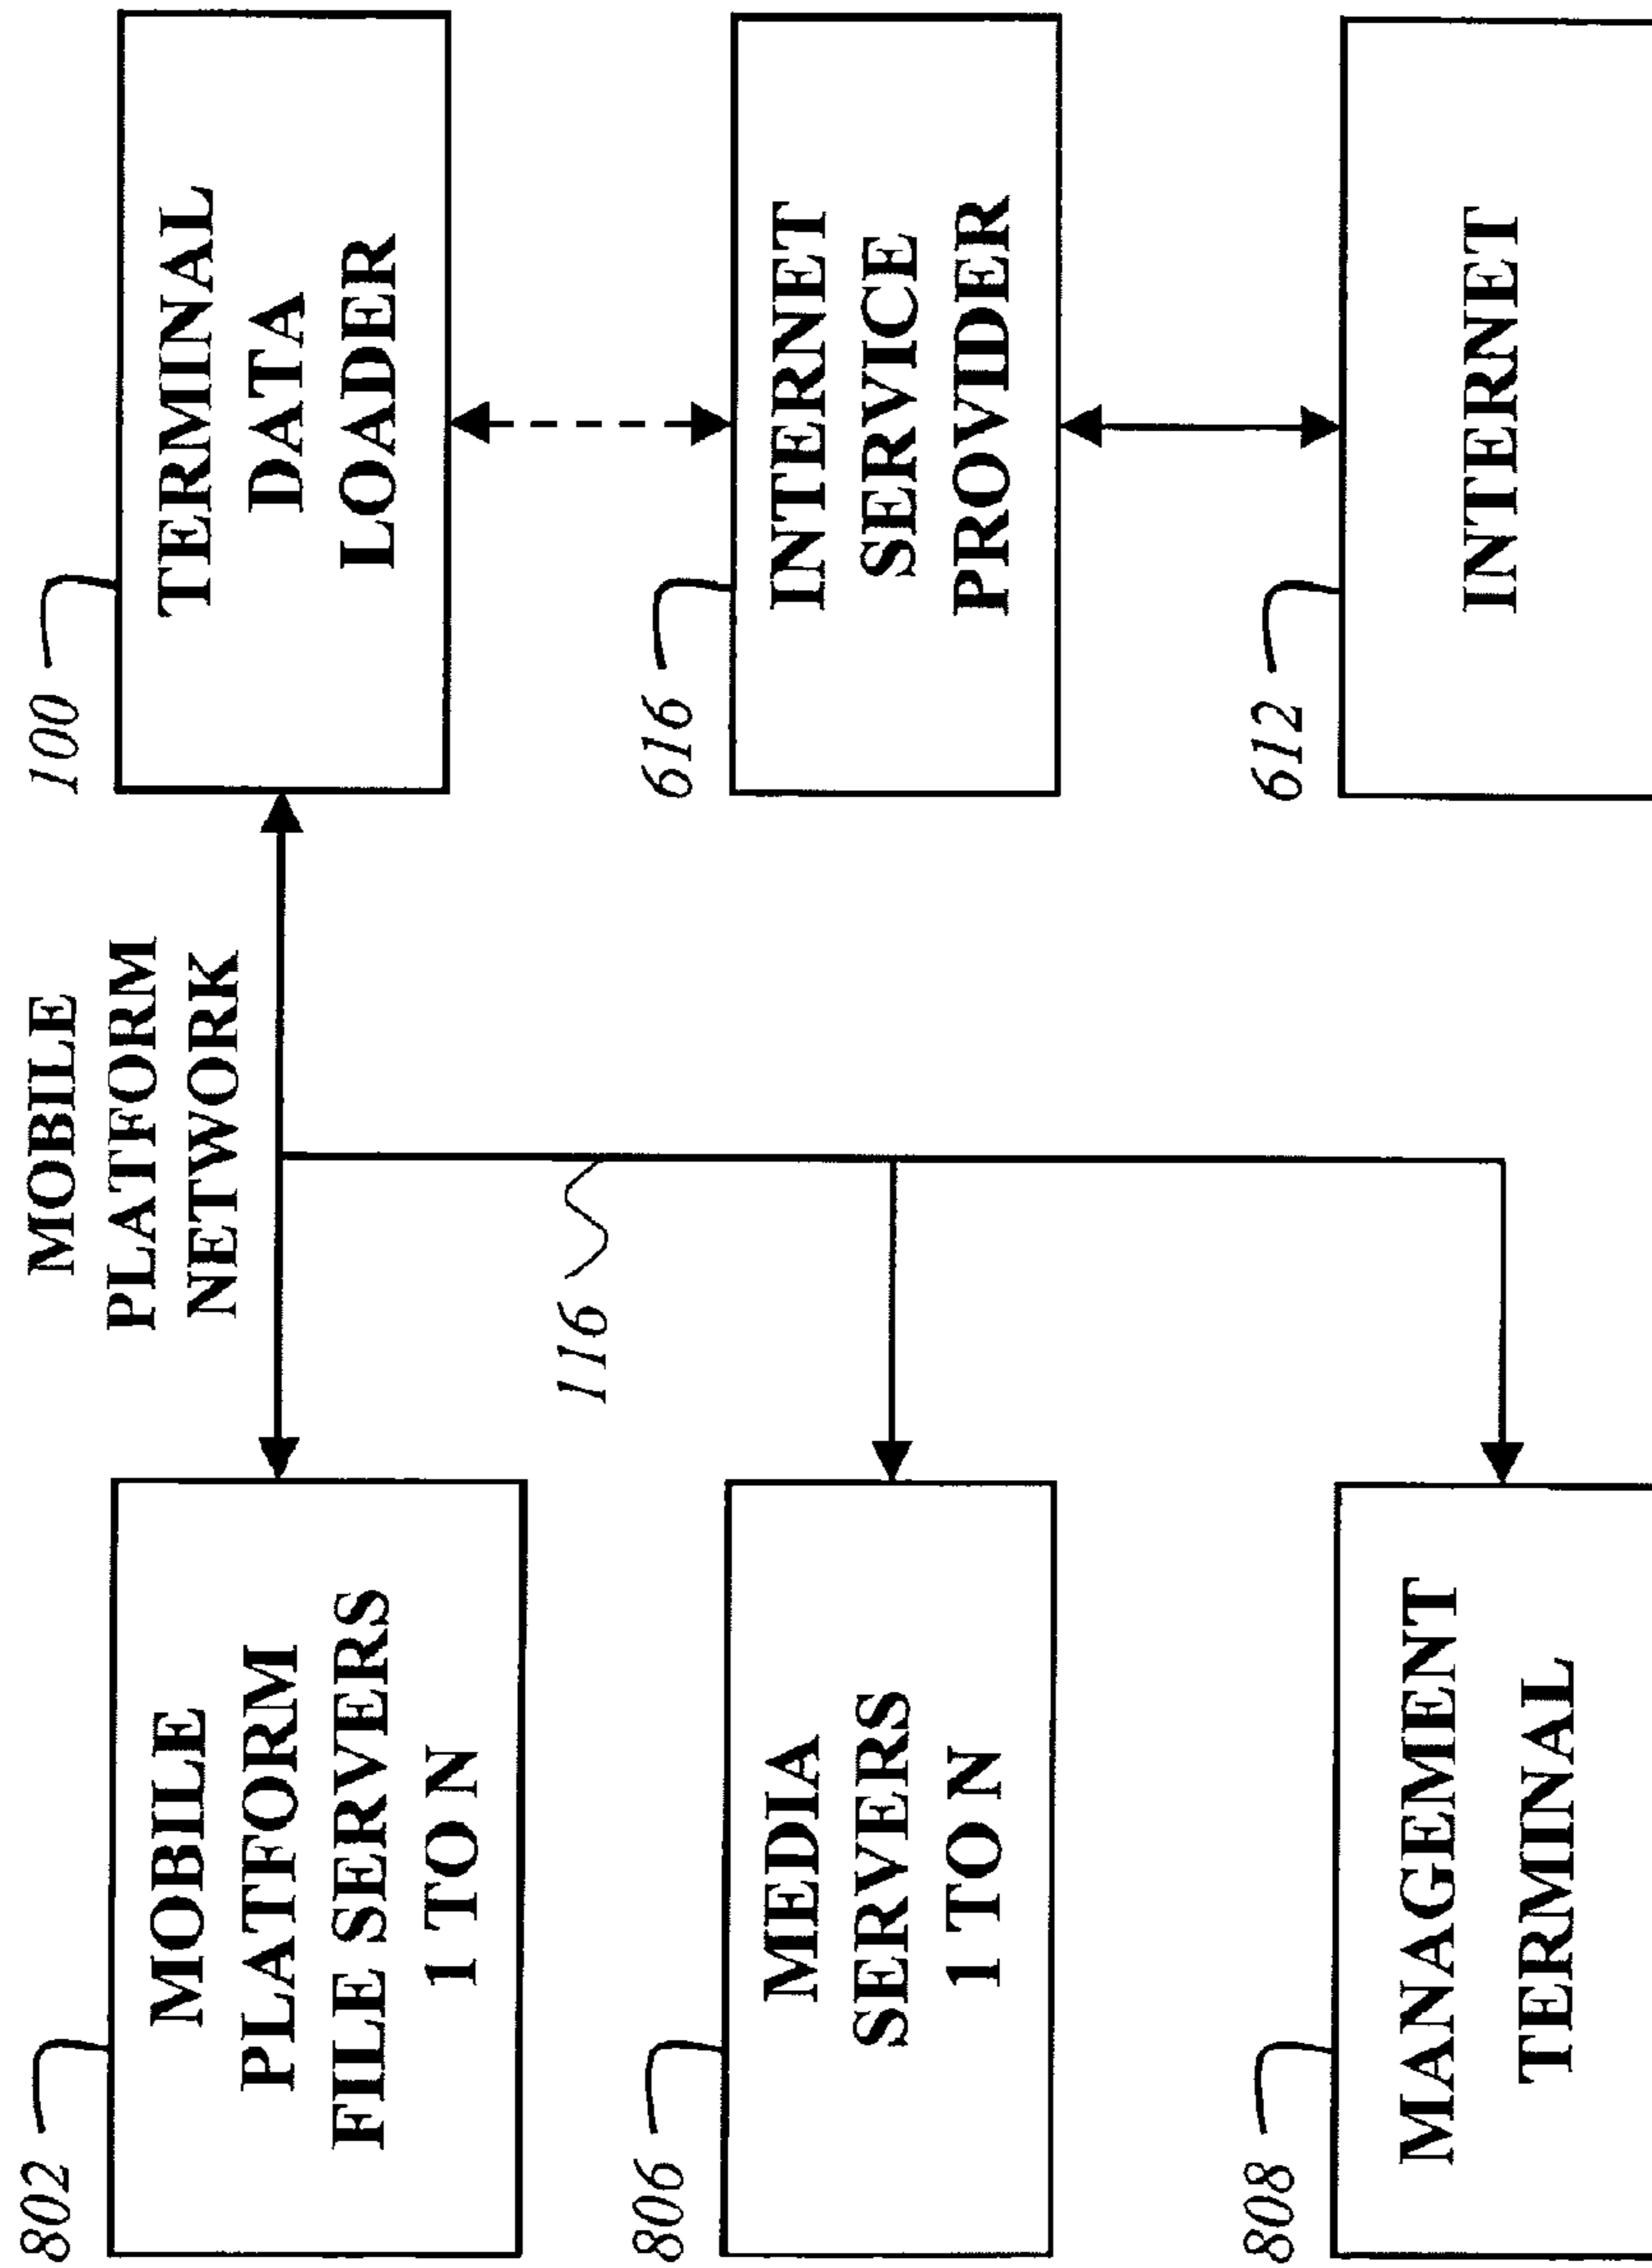 802
MOBILE
PLATFORM
FILE SERVERS
1 TO N
MOBILE
PLATFORM
NETWORK
100
TERMINAL
DATA
LOADER
116
806
MEDIA
SERVERS
1 TO N
616
INTERNET
SERVICE
PROVIDER
808
MANAGEMENT
TERMINAL
612
INTERNET